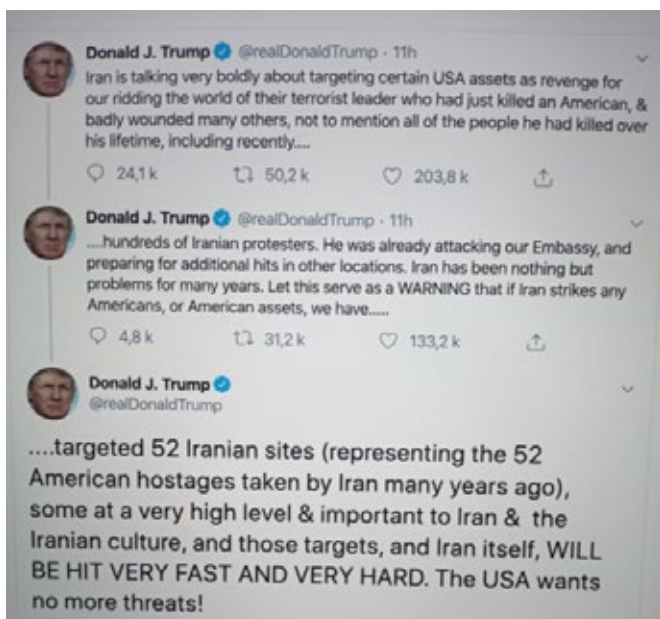 Donald J. Trump @realDonaldTrump · 11h
Iran is talking very boldly about targeting certain USA assets as revenge for
our ridding the world of their terrorist leader who had just killed an American, &
badly wounded many others, not to mention all of the people he had killed over
his lifetime, including recently....
24,1 k 50,2 k 203,8 k
Donald J. Trump @realDonaldTrump · 11h
....hundreds of Iranian protesters. He was already attacking our Embassy, and
preparing for additional hits in other locations. Iran has been nothing but
problems for many years. Let this serve as a WARNING that if Iran strikes any
Americans, or American assets, we have.....
4,8 k 31,2 k 133,2 k
Donald J. Trump
@realDonaldTrump
....targeted 52 Iranian sites (representing the 52
American hostages taken by Iran many years ago),
some at a very high level & important to Iran & the
Iranian culture, and those targets, and Iran itself, WILL
BE HIT VERY FAST AND VERY HARD. The USA wants
no more threats!